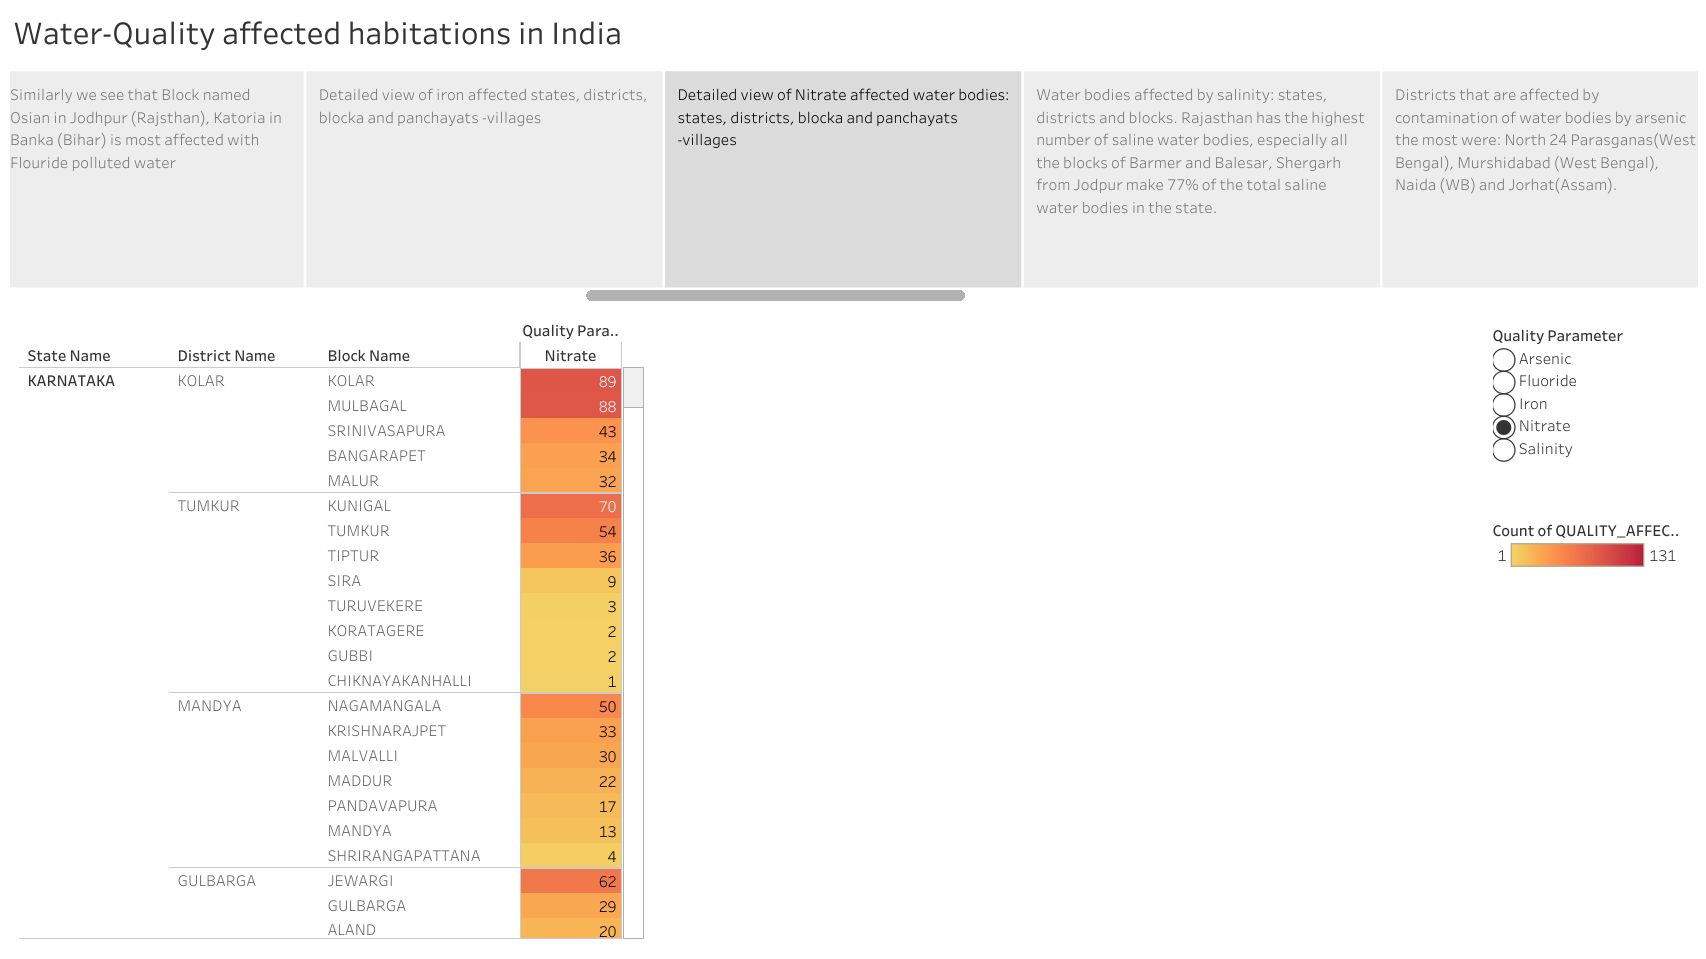 Water-Quality affected habitations in India
Similarly we see that Block named
Osian in Jodhpur (Rajsthan), Katoria in
Banka (Bihar) is most affected with
Flouride polluted water
Detailed view of iron affected states, districts,
blocka and panchayats -villages
Detailed view of Nitrate affected water bodies:
states, districts, blocka and panchayats
-villages
Water bodies affected by salinity: states,
districts and blocks. Rajasthan has the highest
number of saline water bodies, especially all
the blocks of Barmer and Balesar, Shergarh
from Jodpur make 77% of the total saline
water bodies in the state.
Districts that are affected by
contamination of water bodies by arsenic
the most were: North 24 Parasganas(West
Bengal), Murshidabad (West Bengal),
Naida (WB) and Jorhat(Assam).
Quality Para..
State Name District Name Block Name Nitrate
KARNATAKA KOLAR KOLAR 89
MULBAGAL 88
SRINIVASAPURA 43
BANGARAPET 34
MALUR 32
TUMKUR KUNIGAL 70
TUMKUR 54
TIPTUR 36
SIRA 9
TURUVEKERE 3
KORATAGERE 2
GUBBI 2
CHIKNAYAKANHALLI 1
MANDYA NAGAMANGALA 50
KRISHNARAJPET 33
MALVALLI 30
MADDUR 22
PANDAVAPURA 17
MANDYA 13
SHRIRANGAPATTANA 4
GULBARGA JEWARGI 62
GULBARGA 29
ALAND 20
Quality Parameter
Arsenic
Fluoride
Iron
Nitrate
Salinity
Count of QUALITY_AFFEC..
1 131